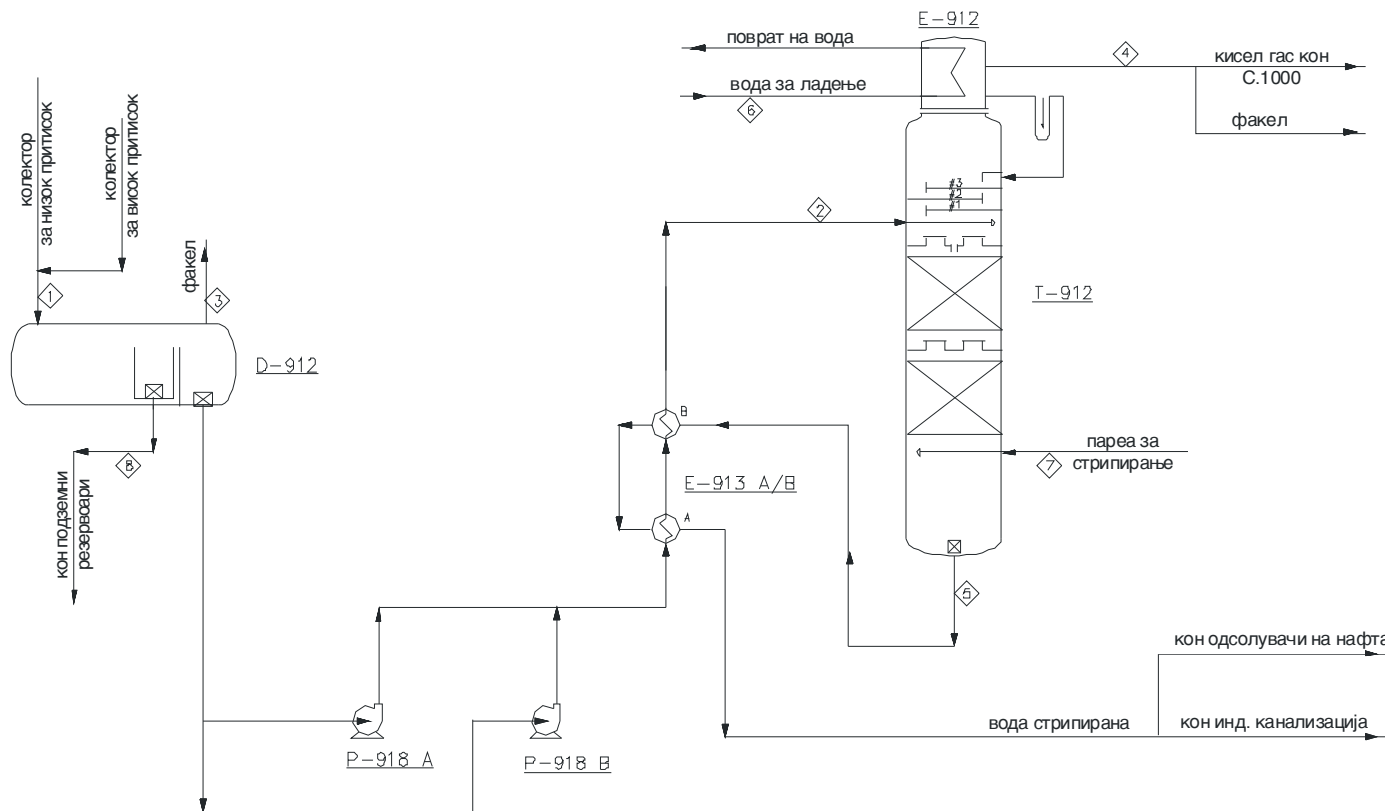 E-912
поврат на вода
4
кисел гас кон
С.1000
вода за ладење
6
факел
колектор
за низок притисок
колектор
за висок притисок
факел
#3
#2
#1
2
1
3
T-912
D-912
B
8
пареа за
стрипирање
7
E-913 A/B
A
кон подземни
резервоари
5
кон одсолувачи на нафта
вода стрипирана
кон инд. канализација
P-918 A
P-918 B